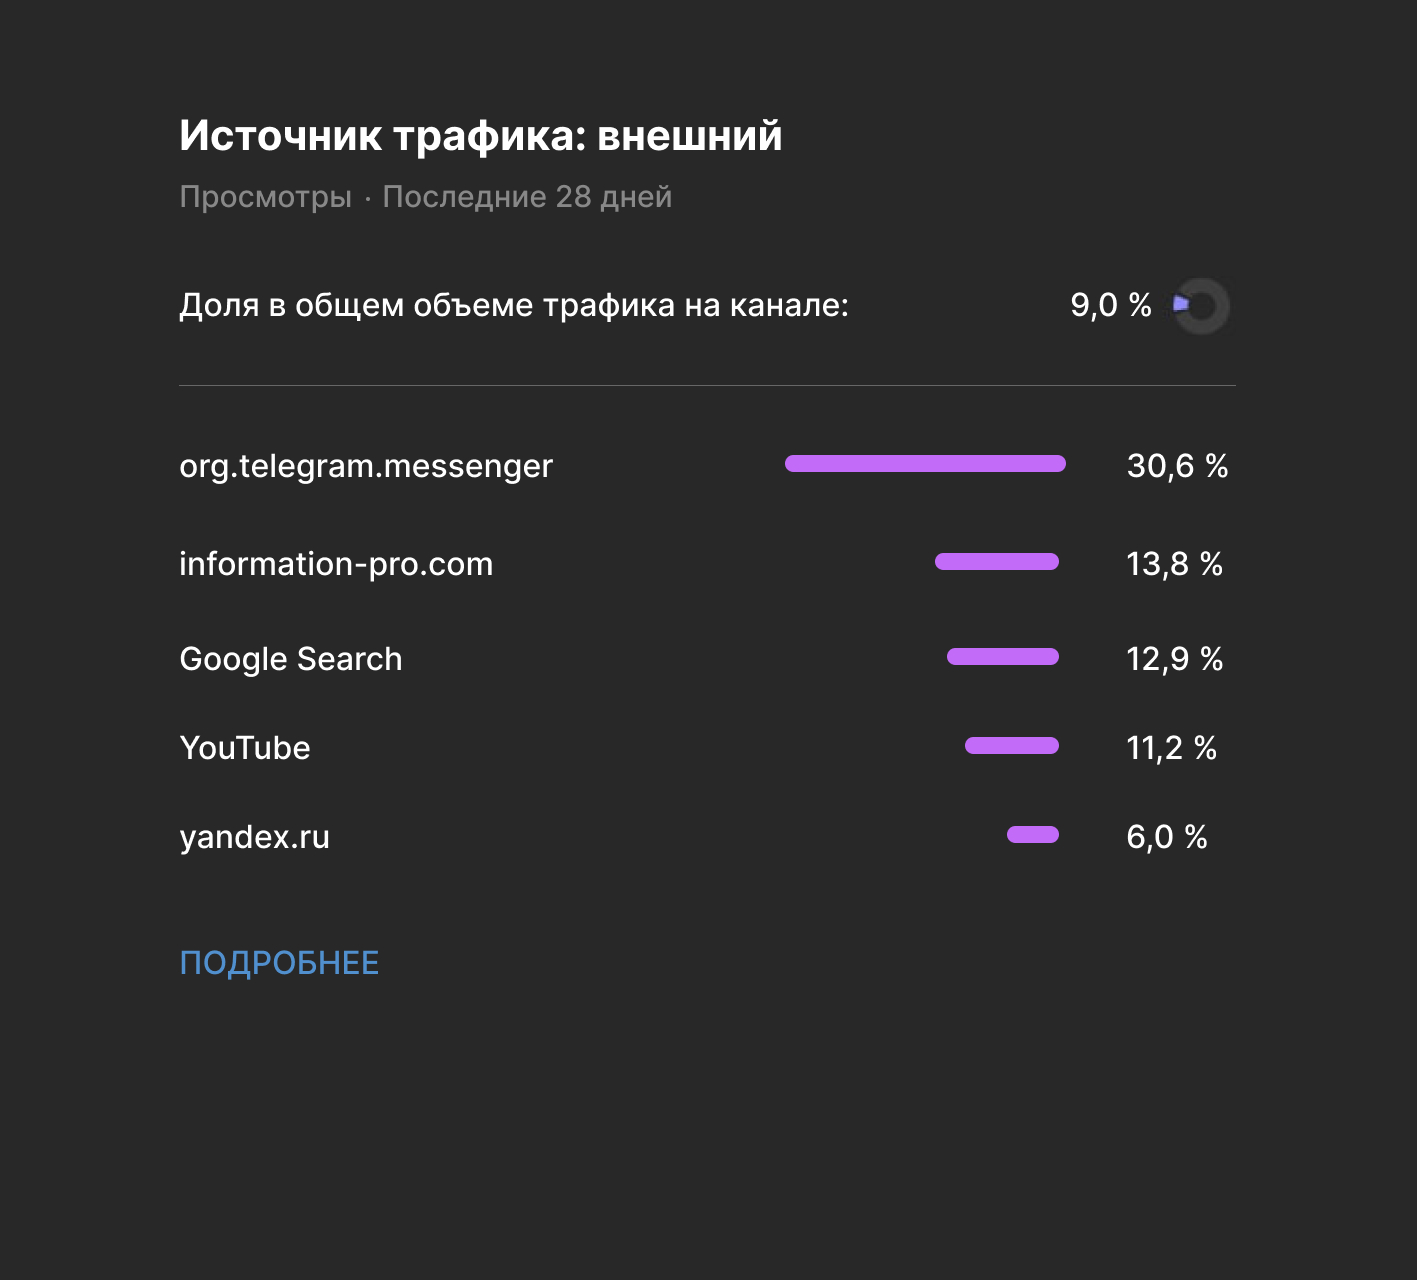 Источник трафика: внешний
Просмотры · Последние 28 дней
Доля в общем объеме трафика на канале: 9,0 %
org.telegram.messenger 30,6 %
information-pro.com 13,8 %
Google Search 12,9 %
YouTube 11,2 %
yandex.ru 6,0 %
ПОДРОБНЕЕ